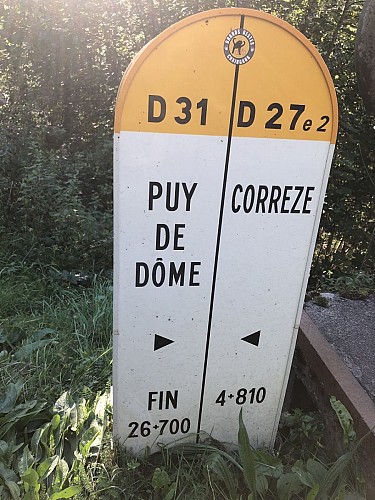 D 31
PUY
DE
DÔME
FIN
26+700
D 27e2
CORREZE
4+810